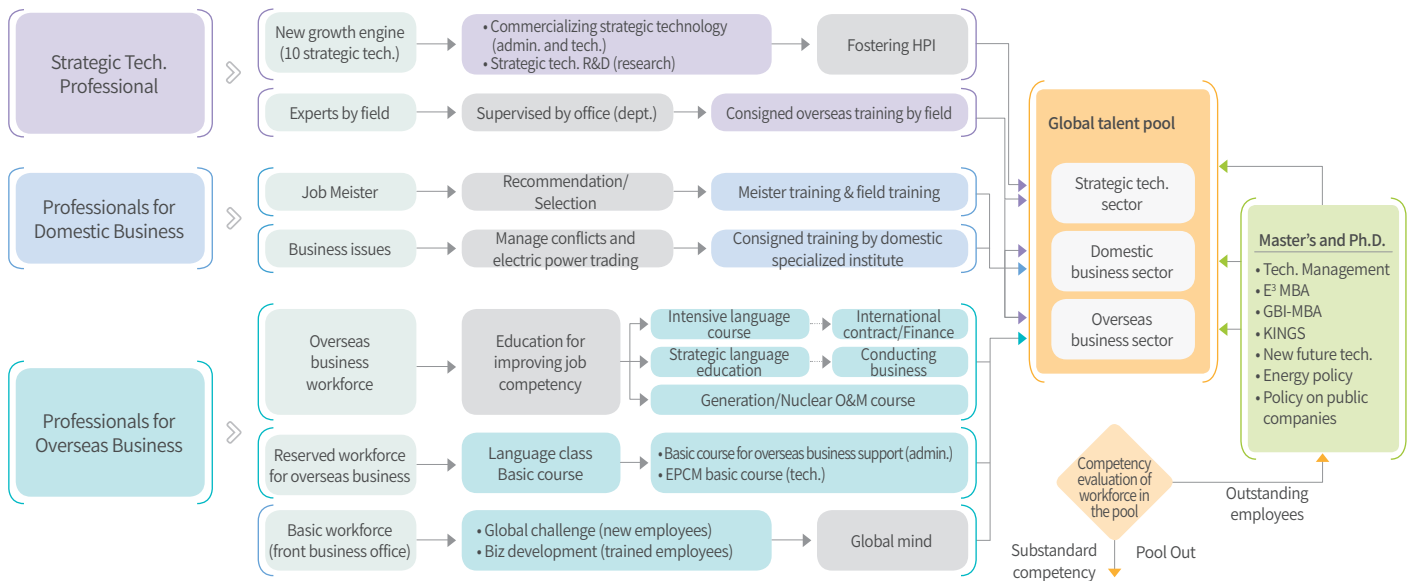 Strategic Tech.
Professional
New growth engine
(10 strategic tech.)
• Commercializing strategic technology
(admin. and tech.)
• Strategic tech. R&D (research)
Fostering HPI
Experts by field
Supervised by office (dept.)
Consigned overseas training by field
Professionals for
Domestic Business
Job Meister
Recommendation/
Selection
Meister training & field training
Business issues
Manage conflicts and
electric power trading
Consigned training by domestic
specialized institute
Professionals for
Overseas Business
Overseas
business
workforce
Education for
improving job
competency
Intensive language
course
International
contract/Finance
Strategic language
education
Conducting
business
Generation/Nuclear O&M course
Reserved workforce
for overseas business
Language class
Basic course
• Basic course for overseas business support (admin.)
• EPCM basic course (tech.)
Basic workforce
(front business office)
• Global challenge (new employees)
• Biz development (trained employees)
Global mind
Global talent pool
Strategic tech.
sector
Domestic
business sector
Overseas
business sector
Master's and Ph.D.
• Tech. Management
• E³ MBA
• GBI-MBA
• KINGS
• New future tech.
• Energy policy
• Policy on public
companies
Competency
evaluation of
workforce in
the pool
Outstanding
employees
Substandard
competency
Pool Out